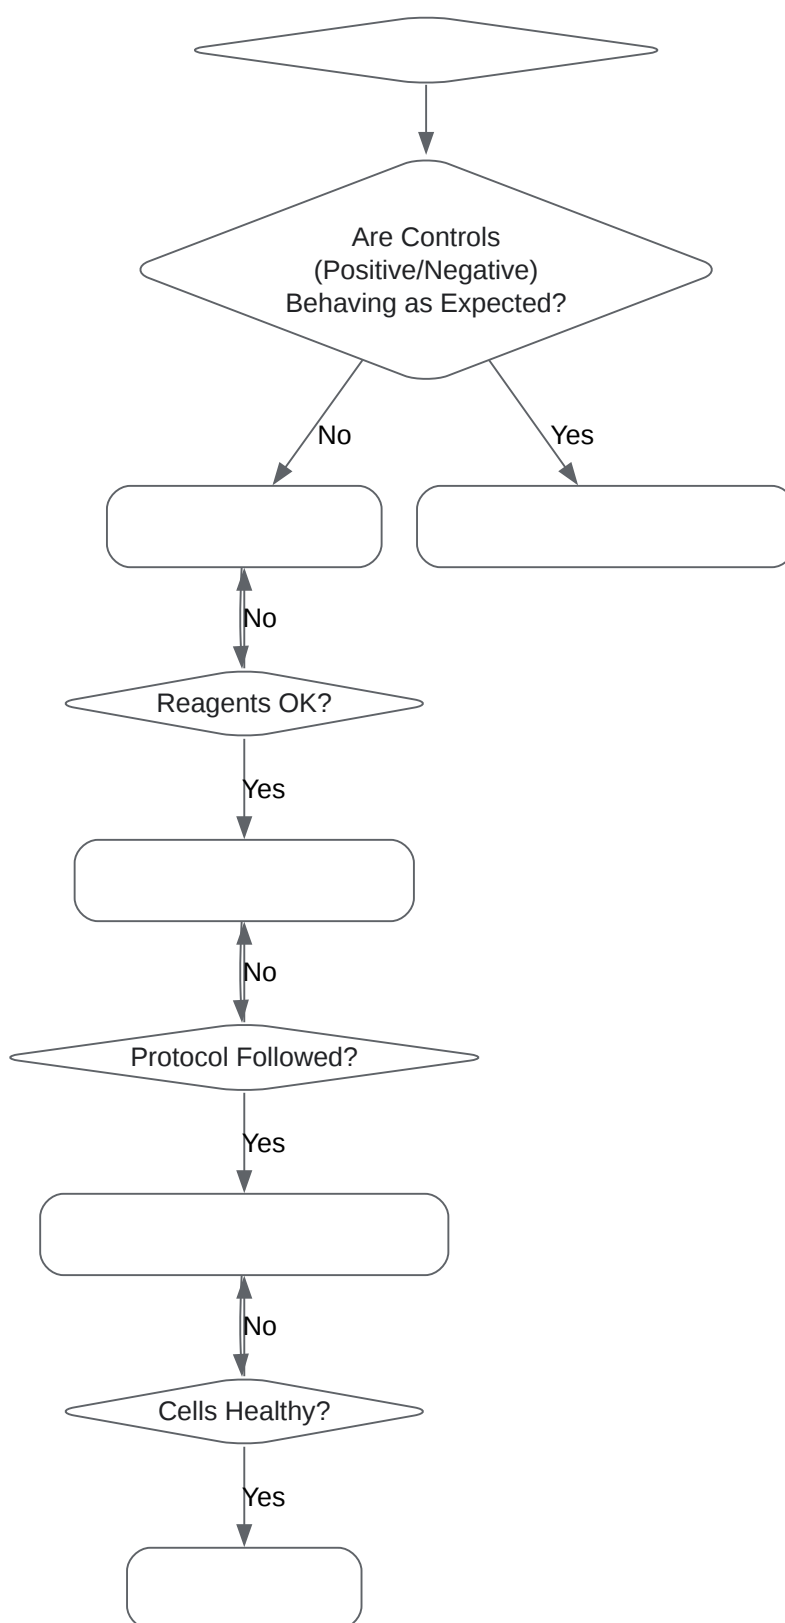 Are Controls
(Positive/Negative)
Behaving as Expected?
No
Yes
No
Reagents OK?
Yes
No
Protocol Followed?
Yes
No
Cells Healthy?
Yes